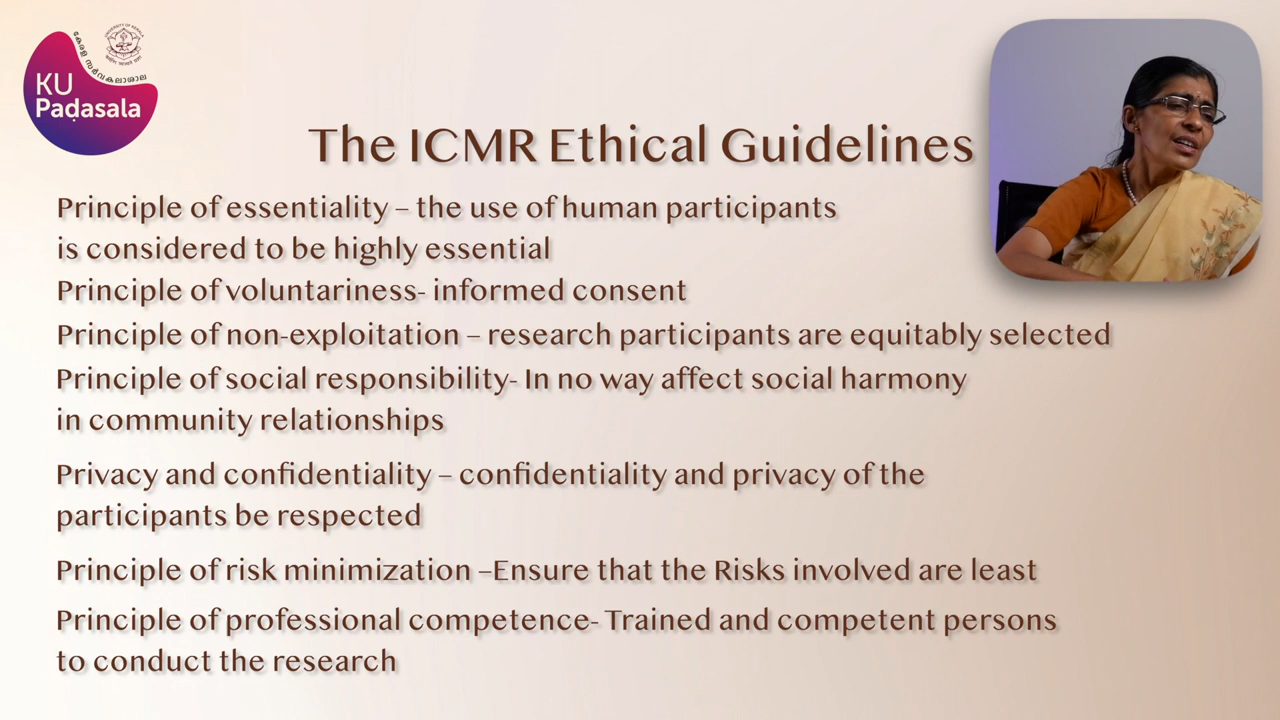 കേരള സർവകലാശാല
KU
Paḍasala
The ICMR Ethical Guidelines
Principle of essentiality – the use of human participants
is considered to be highly essential
Principle of voluntariness- informed consent
Principle of non-exploitation – research participants are equitably selected
Principle of social responsibility- In no way affect social harmony
in community relationships
Privacy and confidentiality – confidentiality and privacy of the
participants be respected
Principle of risk minimization –Ensure that the Risks involved are least
Principle of professional competence- Trained and competent persons
to conduct the research